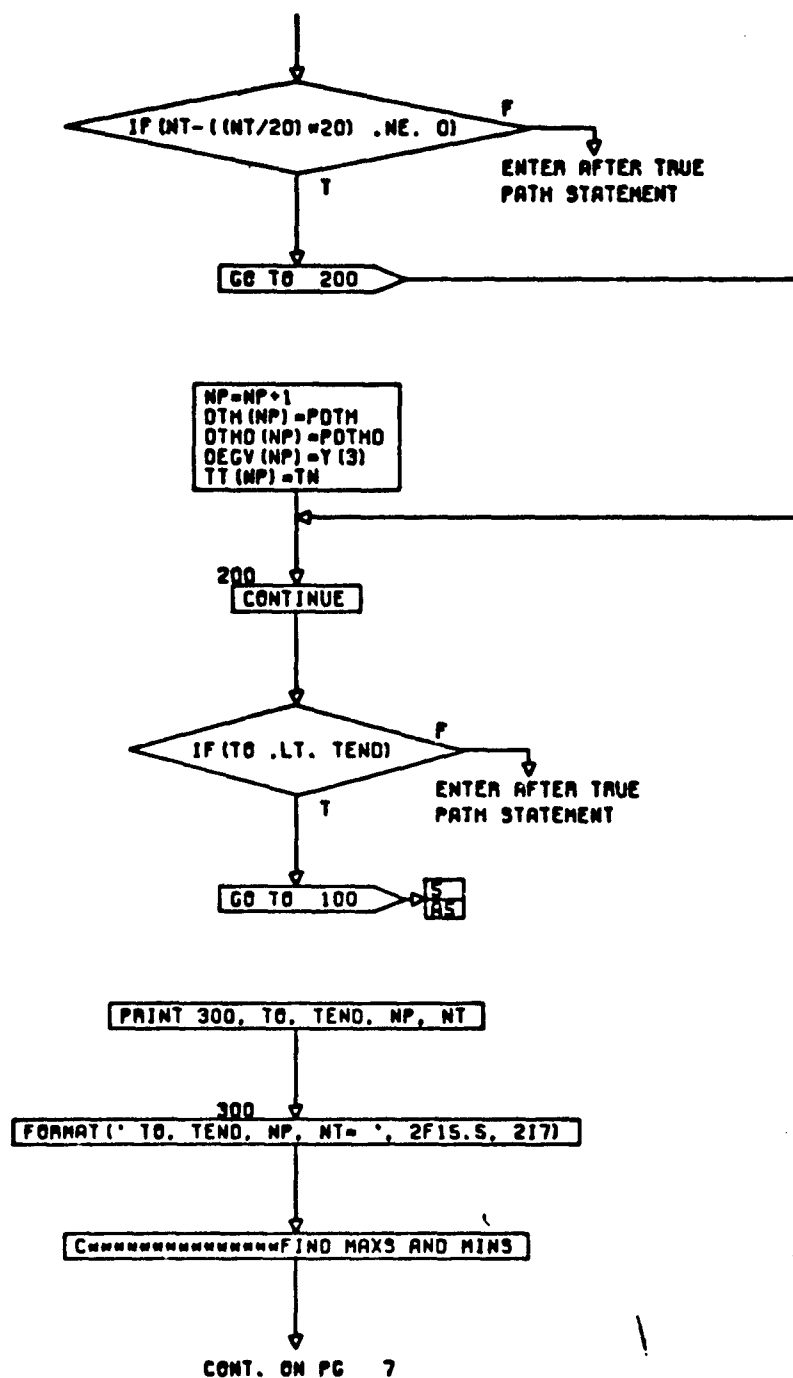 IF(NT-((NT/20)*20) .NE. 0)
F
ENTER AFTER TRUE
PATH STATEMENT
T
GO TO 200
NP=NP+1
DTM(NP)=PDTM
DTMD(NP)=PDTMD
DEGV(NP)=Y(3)
TT(NP)=TN
200
CONTINUE
IF(TO .LT. TEND)
F
ENTER AFTER TRUE
PATH STATEMENT
T
GO TO 100
5
A5
PRINT 300, TO, TEND, NP, NT
300
FORMAT(' TO, TEND, NP, NT= ', 2F15.5, 2I7)
C***************FIND MAXS AND MINS
CONT. ON PG 7